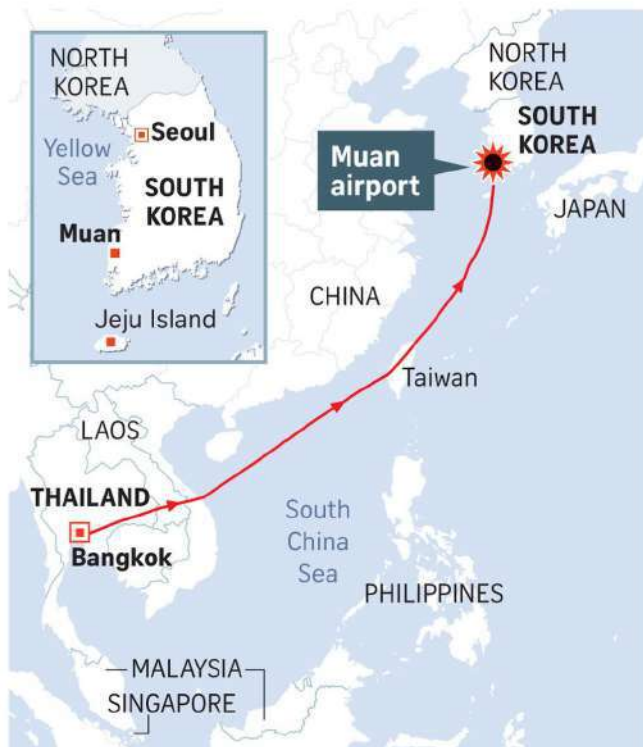 NORTH
KOREA
Seoul
Yellow
Sea
SOUTH
KOREA
Muan
Jeju Island
NORTH
KOREA
SOUTH
KOREA
Muan
airport
JAPAN
CHINA
Taiwan
LAOS
THAILAND
Bangkok
South
China
Sea
PHILIPPINES
MALAYSIA
SINGAPORE